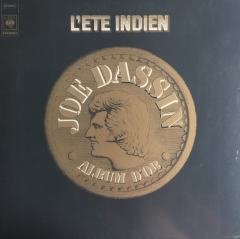 L'ETE INDIEN
JOE DASSIN
ALBUM D'OR